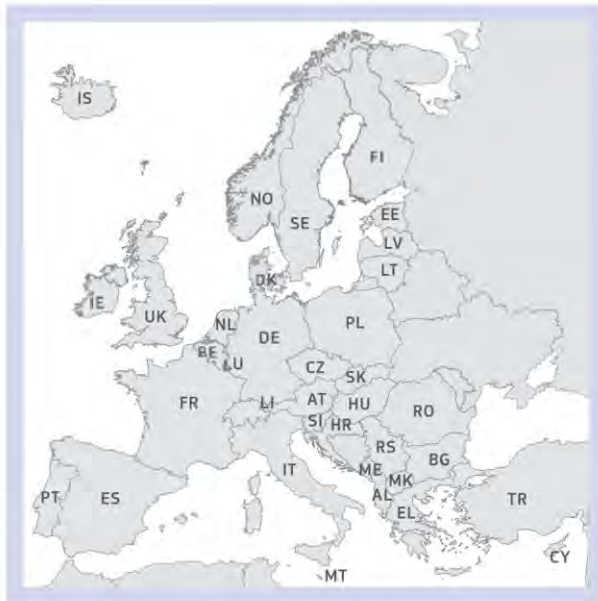 IS
FI
NO
SE
EE
LV
LT
DK
IE
UK
NL
DE
PL
BE
LU
CZ
SK
FR
LI
AT
HU
RO
SI
HR
RS
IT
ME
BG
MK
PT
ES
AL
TR
EL
CY
MT